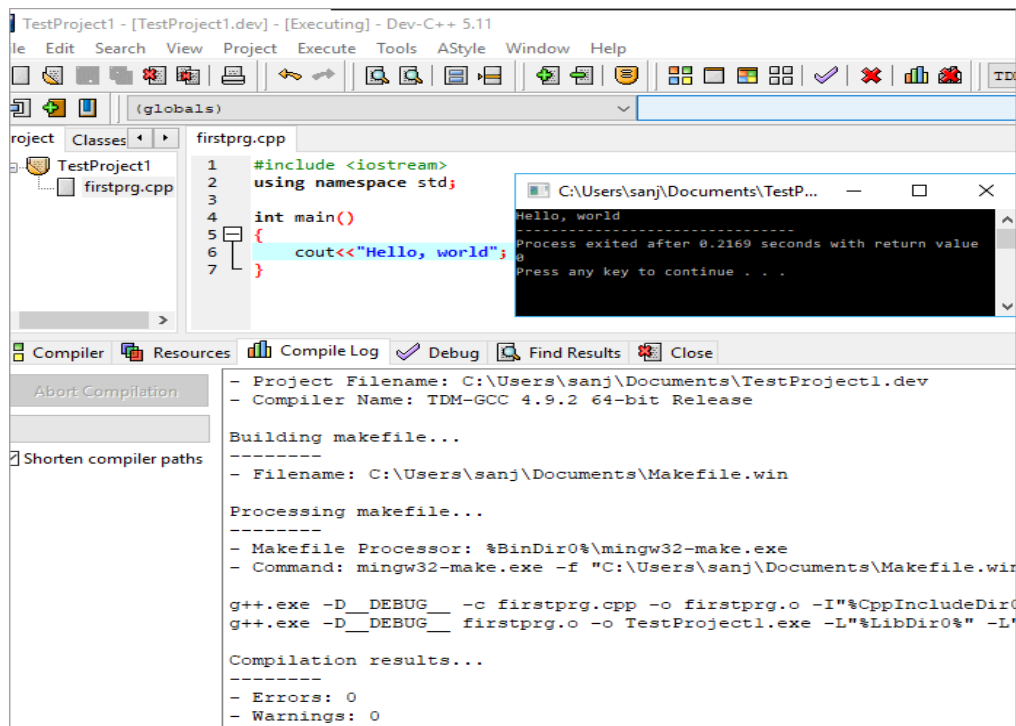 TestProject1 - [TestProject1.dev] - [Executing] - Dev-C++ 5.11
le Edit Search View Project Execute Tools AStyle Window Help
TDM
(globals)
roject Classes
firstprg.cpp
TestProject1
firstprg.cpp
1 #include <iostream>
2 using namespace std;
3
4 int main()
5 {
6 cout<<"Hello, world";
7 }
C:\Users\sanj\Documents\TestP...
Hello, world
--------------------------------
Process exited after 0.2169 seconds with return value
0
Press any key to continue . . .
Compiler Resources Compile Log Debug Find Results Close
Abort Compilation
Shorten compiler paths
- Project Filename: C:\Users\sanj\Documents\TestProject1.dev
- Compiler Name: TDM-GCC 4.9.2 64-bit Release
Building makefile...
--------
- Filename: C:\Users\sanj\Documents\Makefile.win
Processing makefile...
--------
- Makefile Processor: %BinDir0%\mingw32-make.exe
- Command: mingw32-make.exe -f "C:\Users\sanj\Documents\Makefile.win
g++.exe -D__DEBUG__ -c firstprg.cpp -o firstprg.o -I"%CppIncludeDir0
g++.exe -D__DEBUG__ firstprg.o -o TestProject1.exe -L"%LibDir0%" -L"
Compilation results...
--------
- Errors: 0
- Warnings: 0